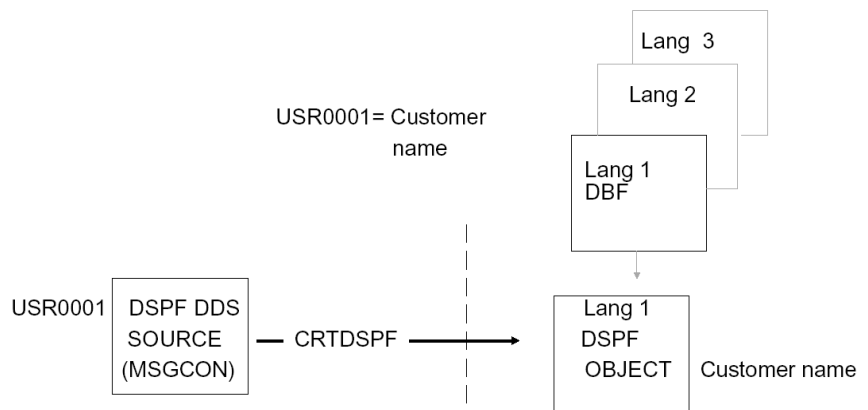 Lang 3
Lang 2
USR0001= Customer
name
Lang 1
DBF
USR0001
DSPF DDS
SOURCE
(MSGCON)
CRTDSPF
Lang 1
DSPF
OBJECT
Customer name